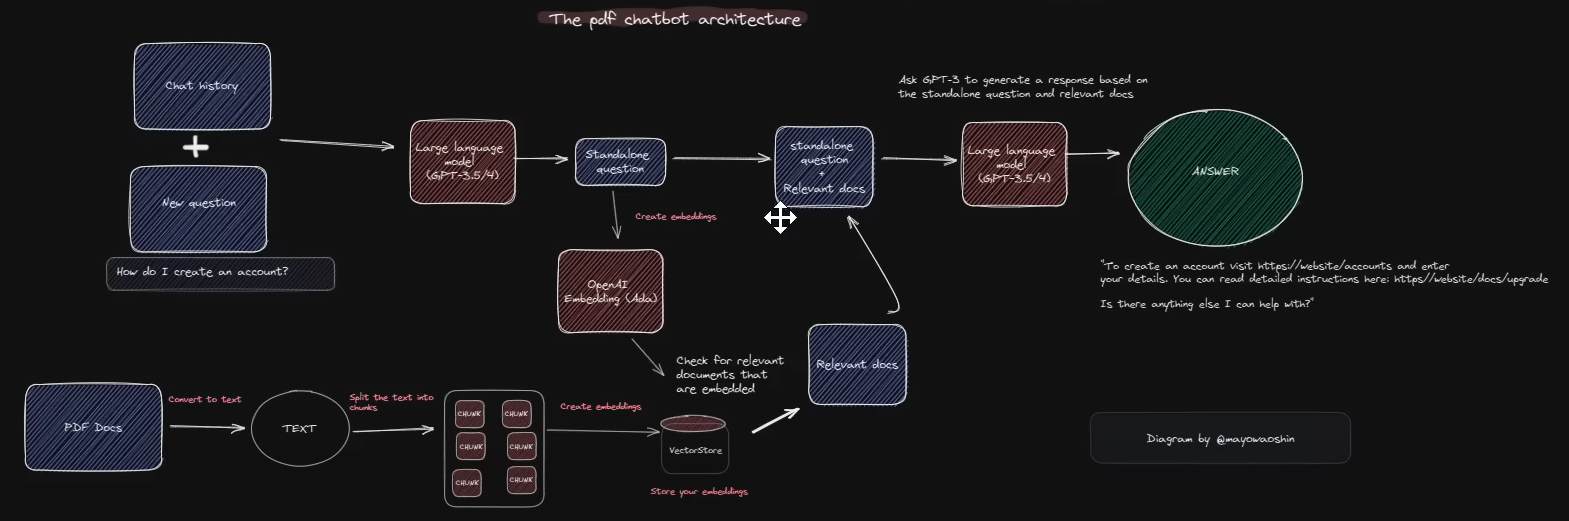 The pdf chatbot architecture
Chat history
New question
How do I create an account?
Large language
model
(GPT-3.5/4)
Standalone
question
Create embeddings
OpenAI
Embedding (Ada)
Check for relevant
documents that
are embedded
standalone
question
+
Relevant docs
Ask GPT-3 to generate a response based on
the standalone question and relevant docs
Large language
model
(GPT-3.5/4)
ANSWER
"To create an account visit https://website/accounts and enter
your details. You can read detailed instructions here: https//website/docs/upgrade
Is there anything else I can help with?"
Relevant docs
PDF Docs
Convert to text
TEXT
Split the text into
chunks
CHUNK
CHUNK
CHUNK
CHUNK
CHUNK
CHUNK
Create embeddings
VectorStore
Store your embeddings
Diagram by @mayowaoshin